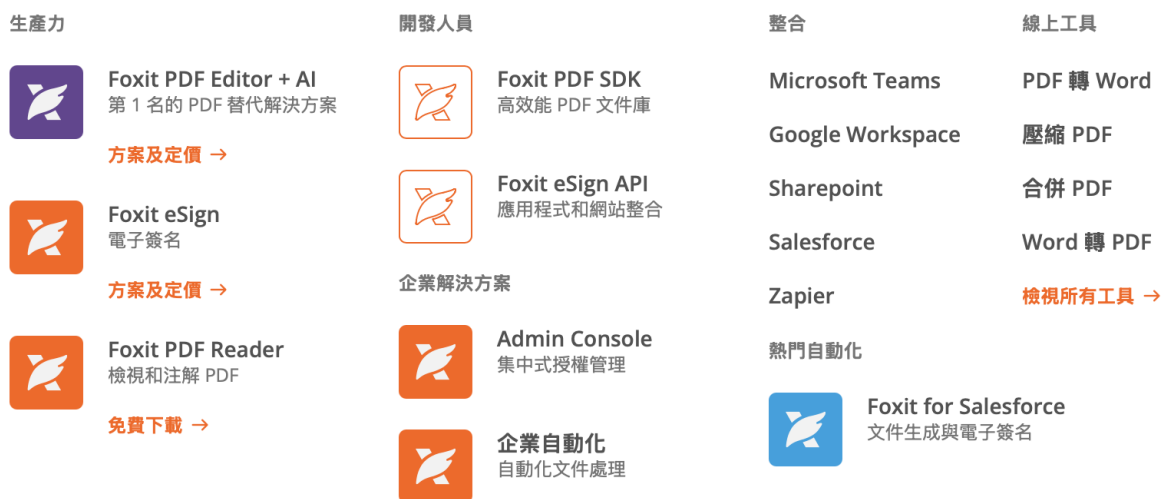 生產力
Foxit PDF Editor + AI
第 1 名的 PDF 替代解決方案
方案及定價 →
Foxit eSign
電子簽名
方案及定價 →
Foxit PDF Reader
檢視和注解 PDF
免費下載 →
開發人員
Foxit PDF SDK
高效能 PDF 文件庫
Foxit eSign API
應用程式和網站整合
企業解決方案
Admin Console
集中式授權管理
企業自動化
自動化文件處理
整合
Microsoft Teams
Google Workspace
Sharepoint
Salesforce
Zapier
熱門自動化
Foxit for Salesforce
文件生成與電子簽名
線上工具
PDF 轉 Word
壓縮 PDF
合併 PDF
Word 轉 PDF
檢視所有工具 →